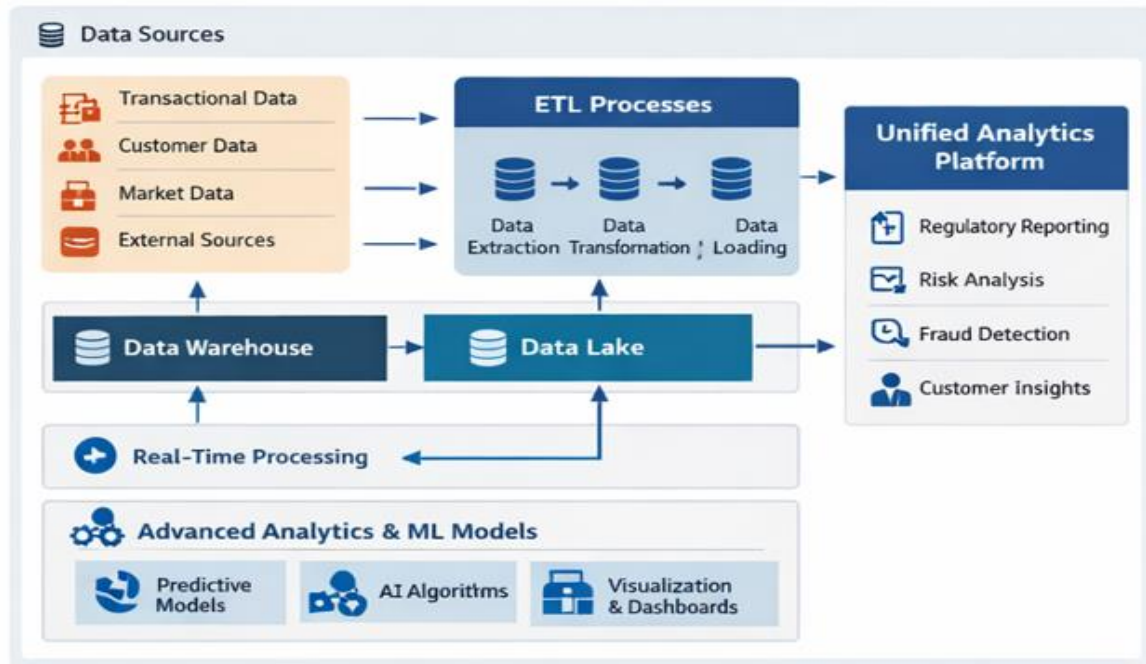 Data Sources
Transactional Data
Customer Data
Market Data
External Sources
ETL Processes
Data
Extraction
Data
Transformation
Data
Loading
Unified Analytics
Platform
Regulatory Reporting
Risk Analysis
Fraud Detection
Customer Insights
Data Warehouse
Data Lake
Real-Time Processing
Advanced Analytics & ML Models
Predictive
Models
AI Algorithms
Visualization
& Dashboards